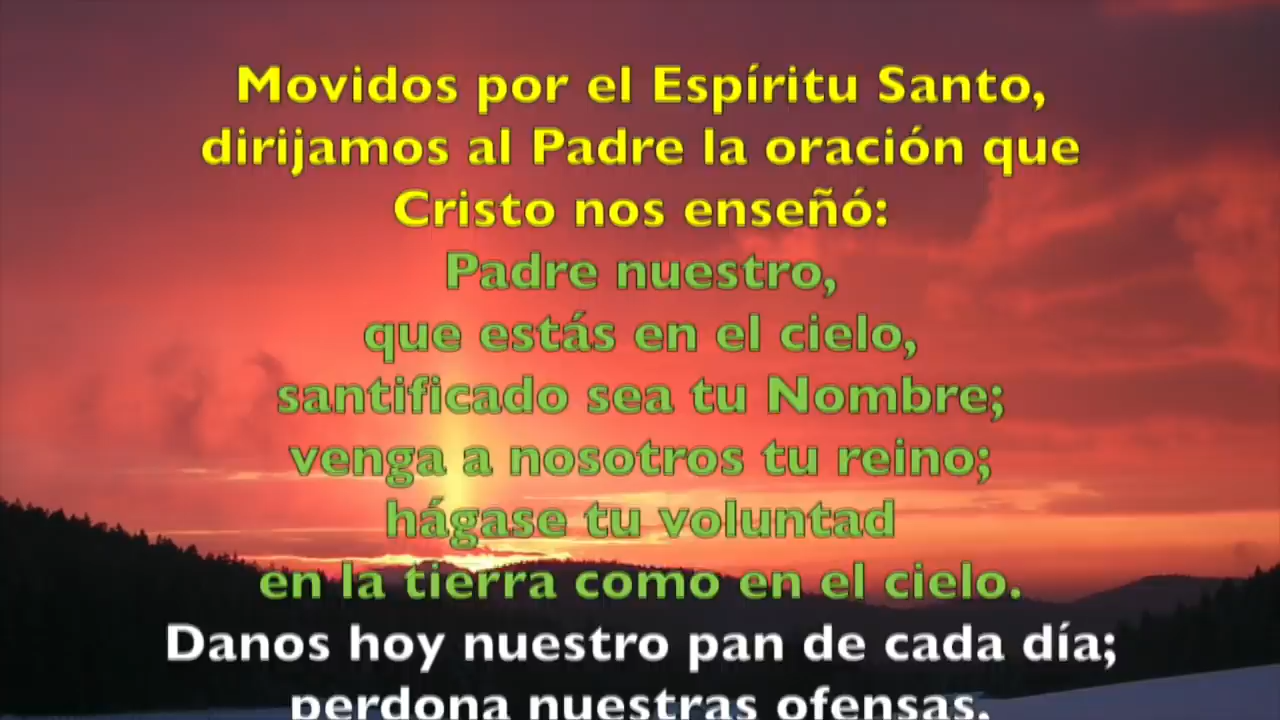 Movidos por el Espíritu Santo,
dirijamos al Padre la oración que
Cristo nos enseñó:
Padre nuestro,
que estás en el cielo,
santificado sea tu Nombre;
venga a nosotros tu reino;
hágase tu voluntad
en la tierra como en el cielo.
Danos hoy nuestro pan de cada día;
perdona nuestras ofensas,